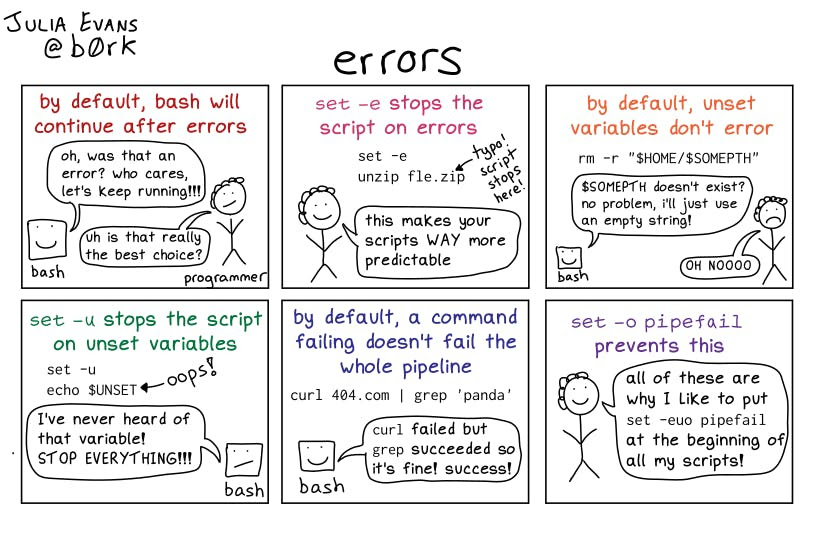 JULIA EVANS
@b0rk
errors
by default, bash will
continue after errors
oh, was that an
error? who cares,
let's keep running!!!
uh is that really
the best choice?
bash
programmer
set -e stops the
script on errors
set -e
unzip fle.zip
typo!
script
stops
here!
this makes your
scripts WAY more
predictable
by default, unset
variables don't error
rm -r "$HOME/$SOMEPTH"
$SOMEPTH doesn't exist?
no problem, i'll just use
an empty string!
bash
OH NOOOO
set -u stops the script
on unset variables
set -u
echo $UNSET
oops!
I've never heard of
that variable!
STOP EVERYTHING!!!
bash
by default, a command
failing doesn't fail the
whole pipeline
curl 404.com | grep 'panda'
curl failed but
grep succeeded so
it's fine! success!
bash
set -o pipefail
prevents this
all of these are
why I like to put
set -euo pipefail
at the beginning of
all my scripts!